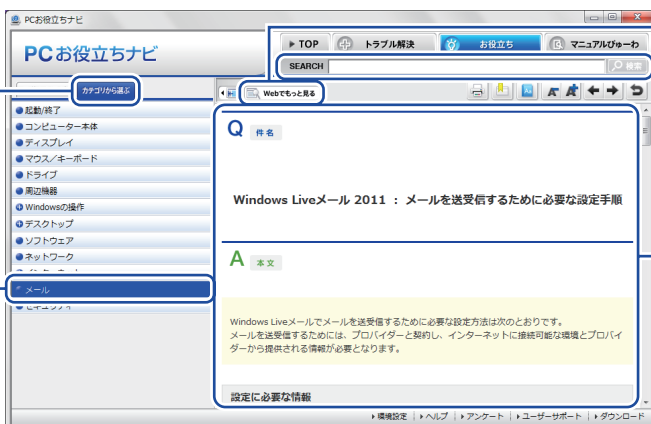 PCお役立ちナビ
PCお役立ちナビ
TOP
トラブル解決
お役立ち
マニュアルびゅーわ
SEARCH
検索
カテゴリから選ぶ
Webでもっと見る
起動/終了
コンピューター本体
ディスプレイ
マウス/キーボード
ドライブ
周辺機器
Windowsの操作
デスクトップ
ソフトウェア
ネットワーク
メール
セキュリティ
Q 件名
Windows Liveメール 2011 : メールを送受信するために必要な設定手順
A 本文
Windows Liveメールでメールを送受信するために必要な設定方法は次のとおりです。
メールを送受信するためには、プロバイダーと契約し、インターネットに接続可能な環境とプロバイ
ダーから提供される情報が必要となります。
設定に必要な情報
環境設定 ヘルプ アンケート ユーザーサポート ダウンロード